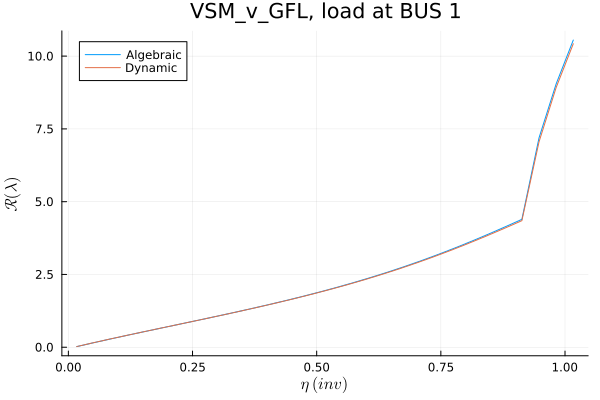 VSM_v_GFL, load at BUS 1
Algebraic
Dynamic
10.0
7.5
5.0
2.5
0.0
ℛ(λ)
0.00 0.25 0.50 0.75 1.00
η (inv)